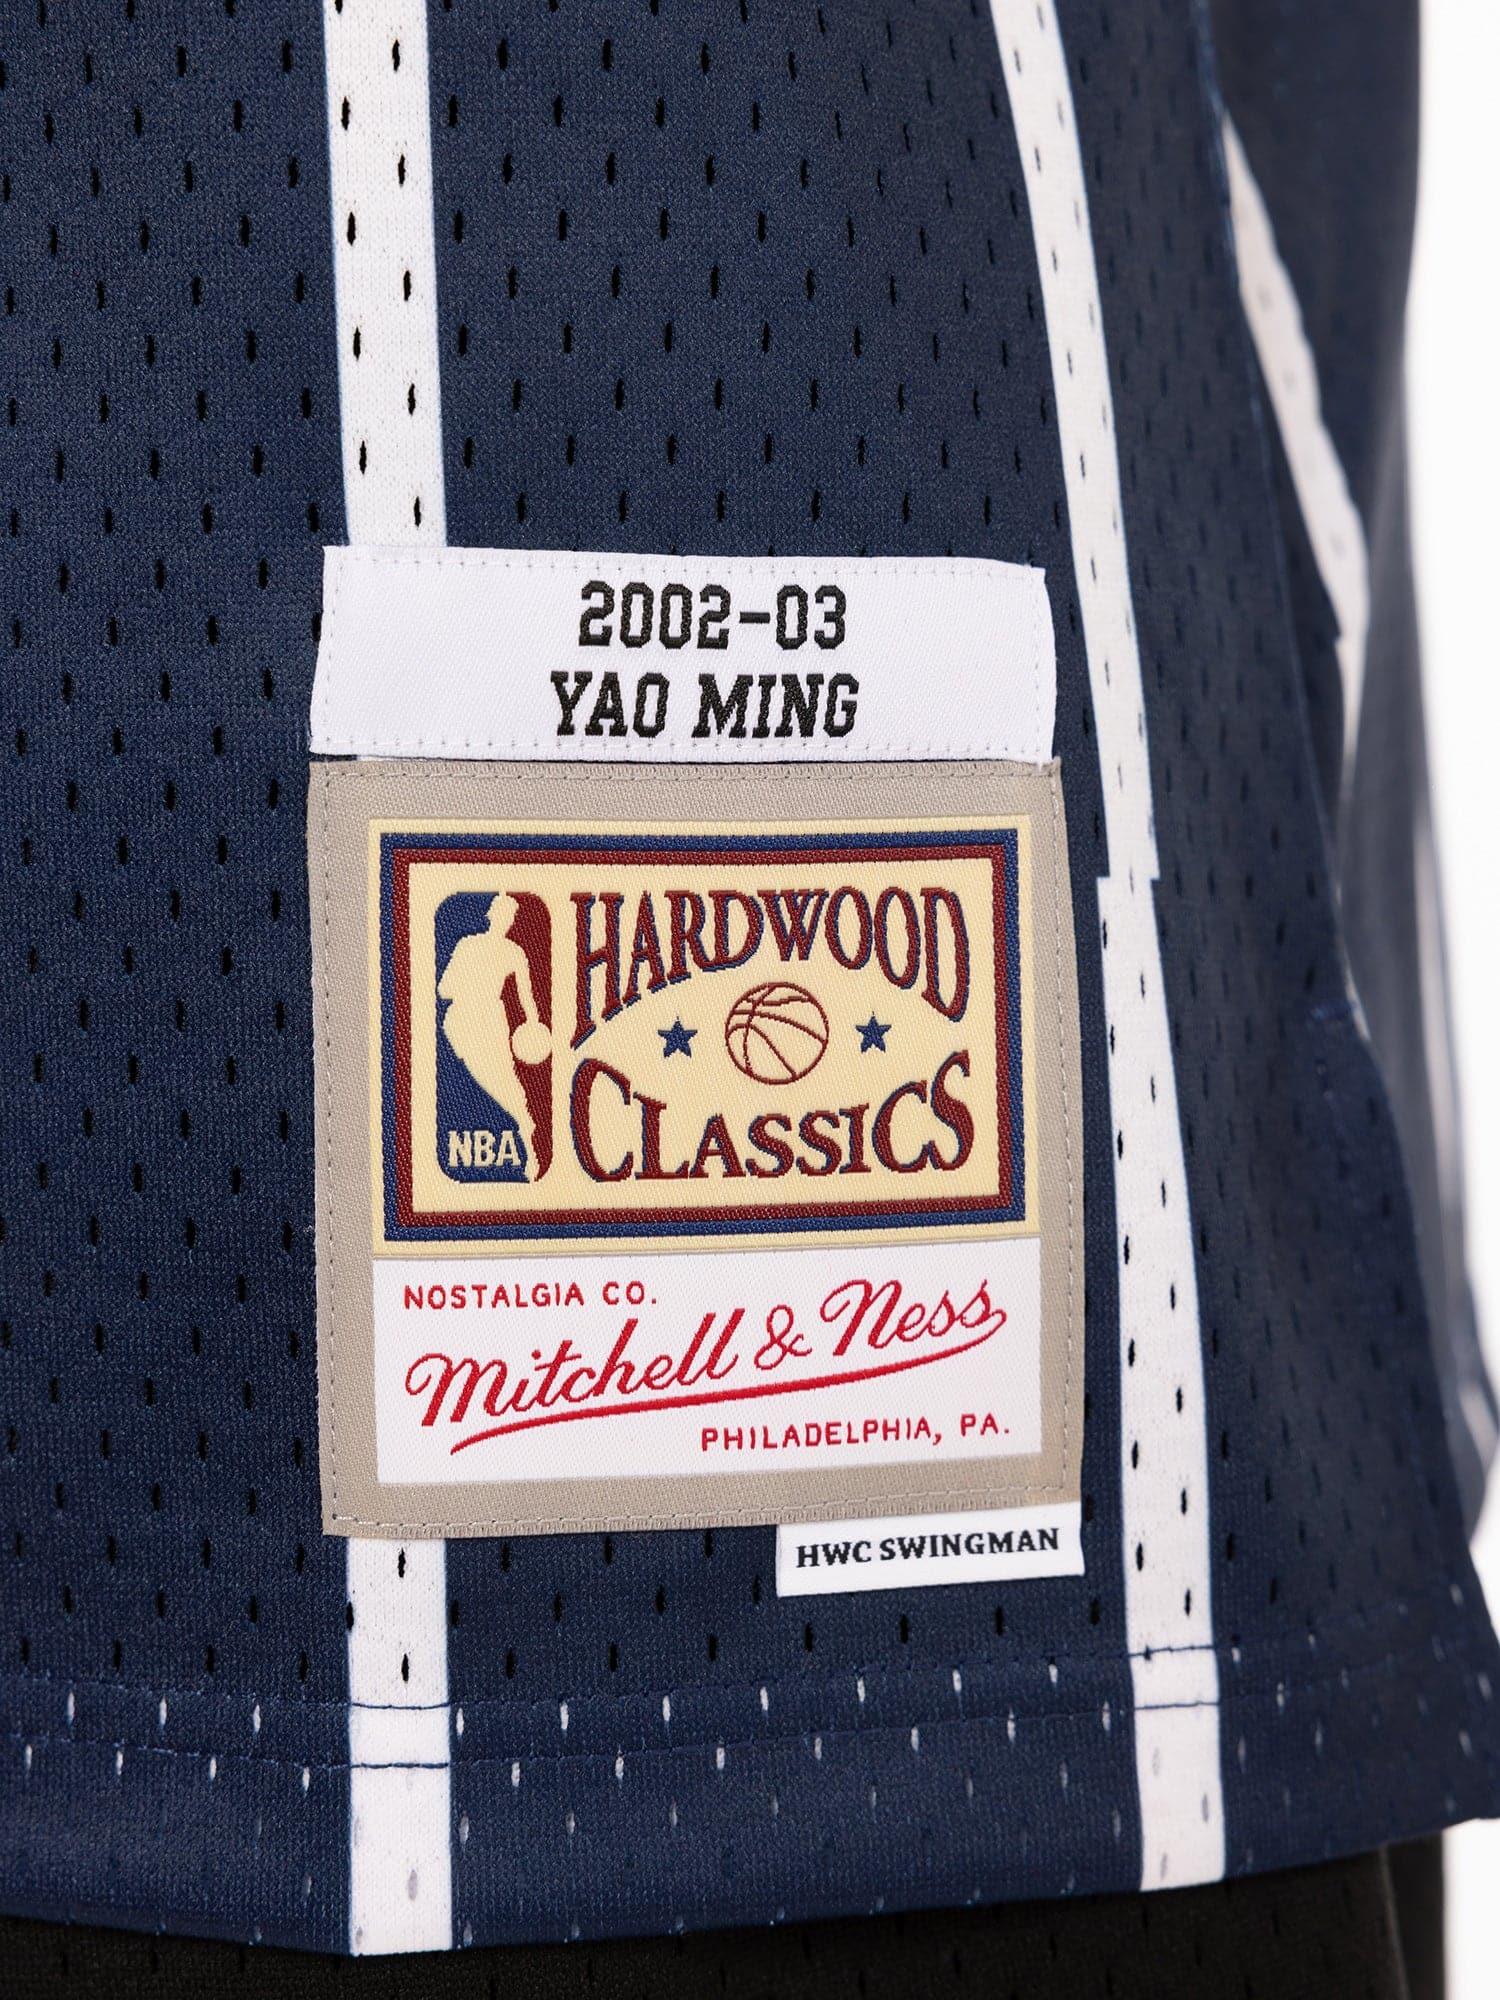 2002-03
YAO MING
HARDWOOD
CLASSICS
NBA
NOSTALGIA CO.
Mitchell & Ness
PHILADELPHIA, PA.
HWC SWINGMAN